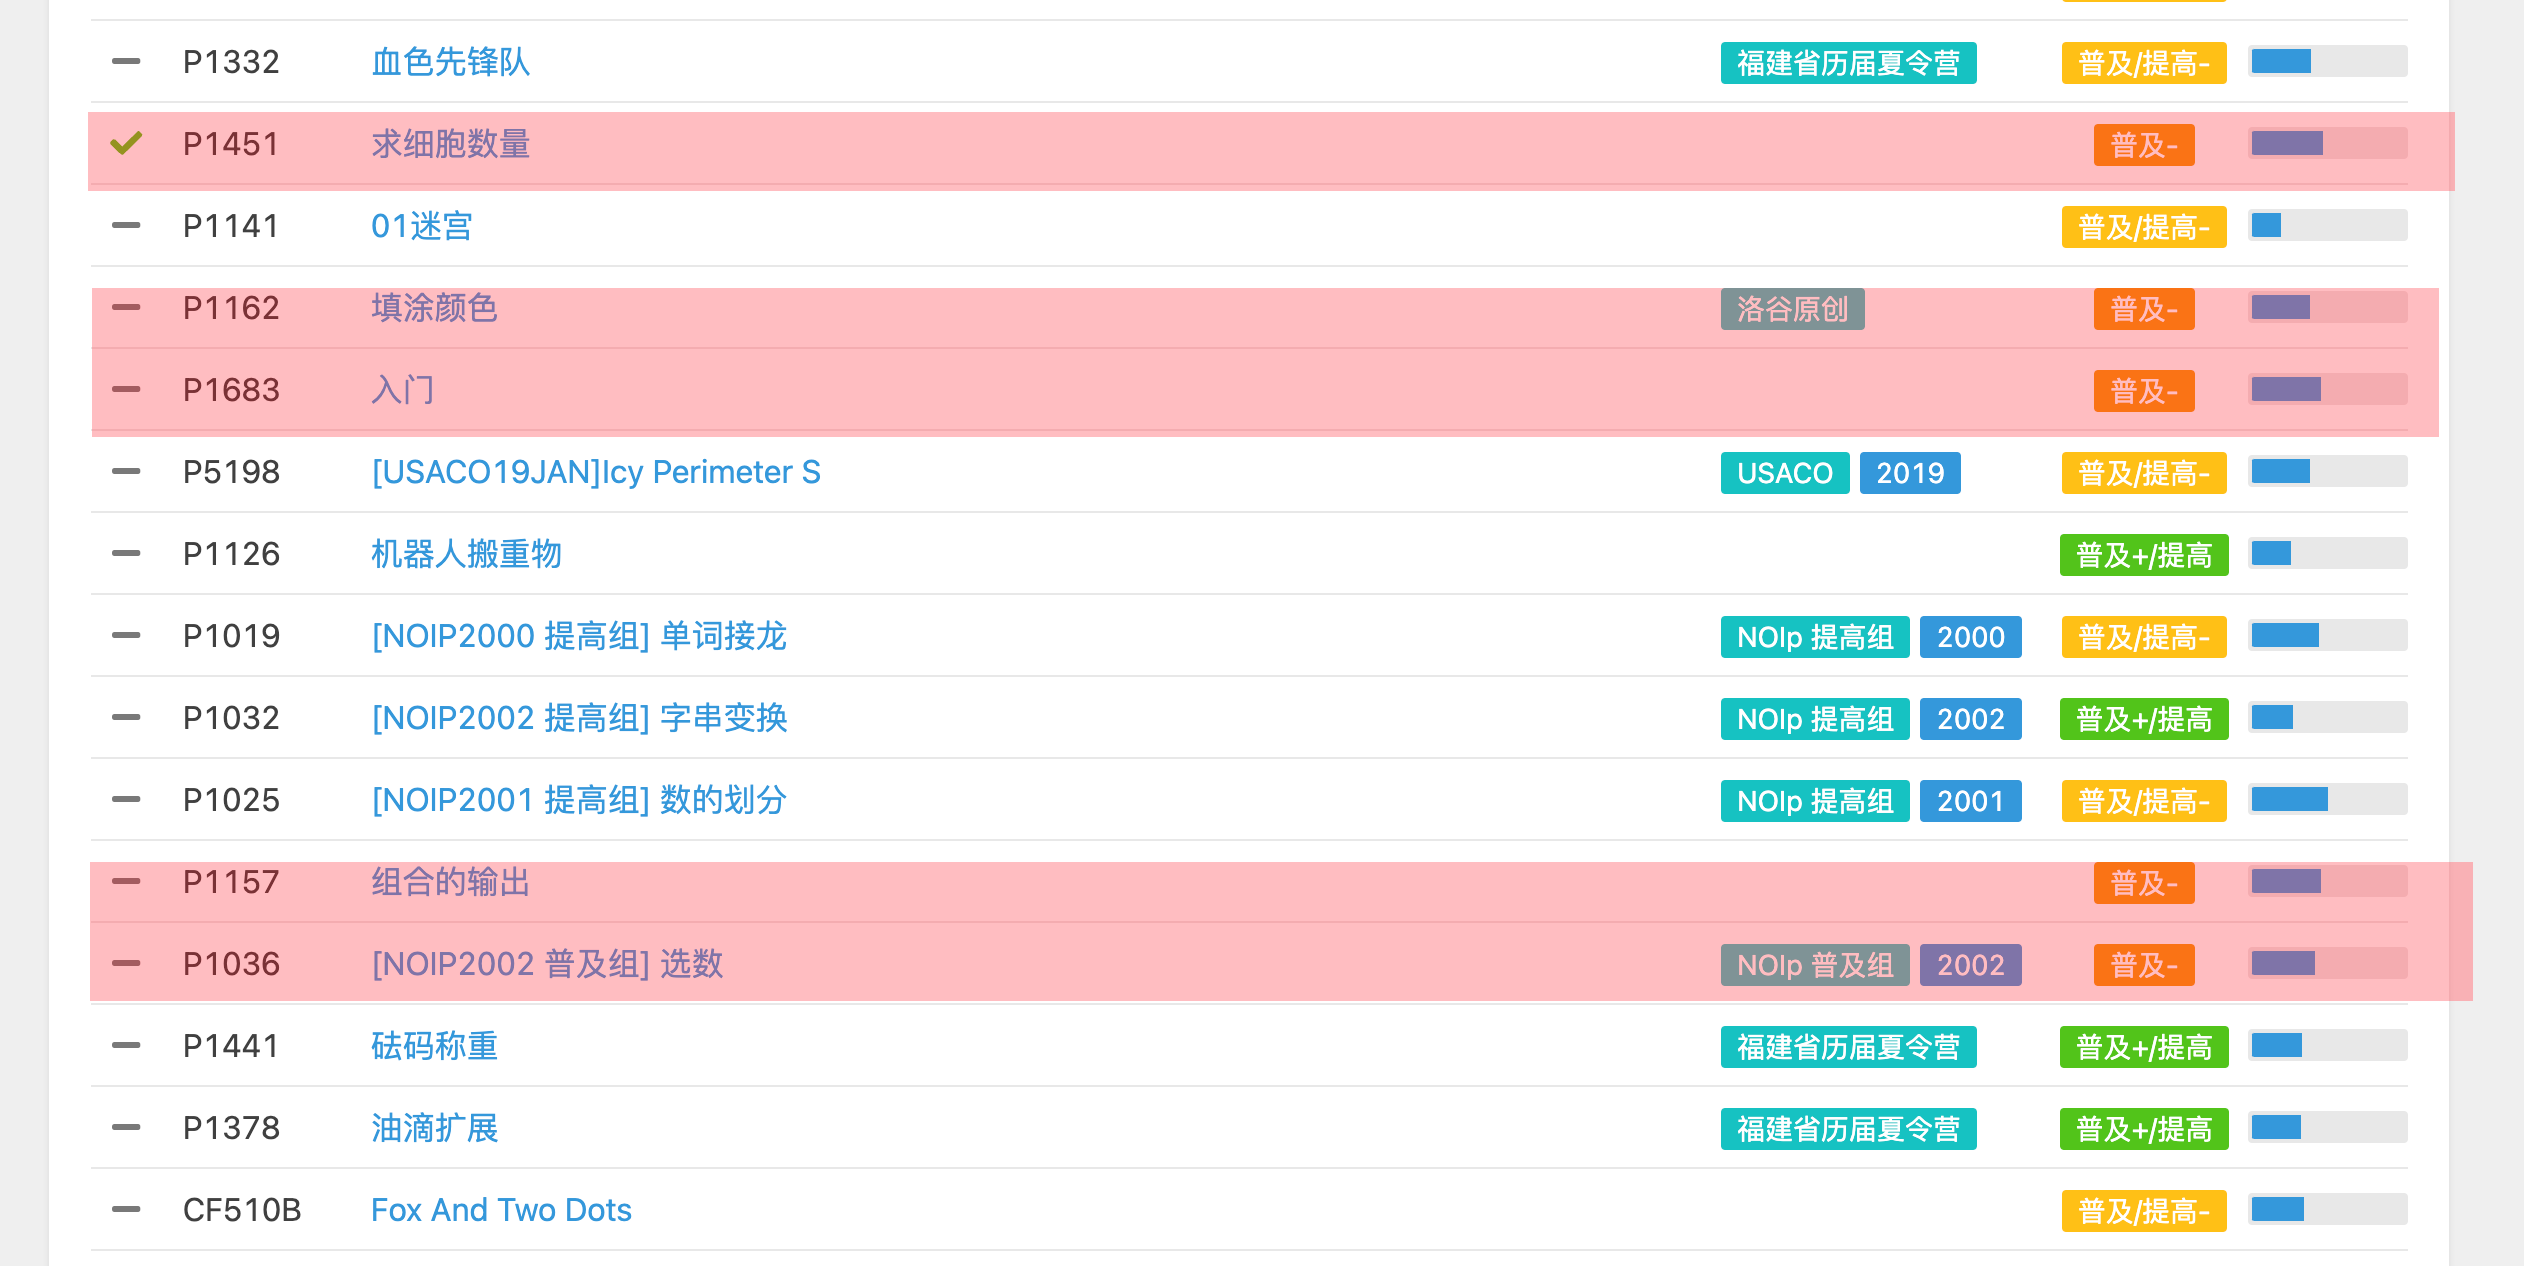 P1332 血色先锋队 福建省历届夏令营 普及/提高-
P1451 求细胞数量 普及-
P1141 01迷宫 普及/提高-
P1162 填涂颜色 洛谷原创 普及-
P1683 入门 普及-
P5198 [USACO19JAN]Icy Perimeter S USACO 2019 普及/提高-
P1126 机器人搬重物 普及+/提高
P1019 [NOIP2000 提高组] 单词接龙 NOIp 提高组 2000 普及/提高-
P1032 [NOIP2002 提高组] 字串变换 NOIp 提高组 2002 普及+/提高
P1025 [NOIP2001 提高组] 数的划分 NOIp 提高组 2001 普及/提高-
P1157 组合的输出 普及-
P1036 [NOIP2002 普及组] 选数 NOIp 普及组 2002 普及-
P1441 砝码称重 福建省历届夏令营 普及+/提高
P1378 油滴扩展 福建省历届夏令营 普及+/提高
CF510B Fox And Two Dots 普及/提高-